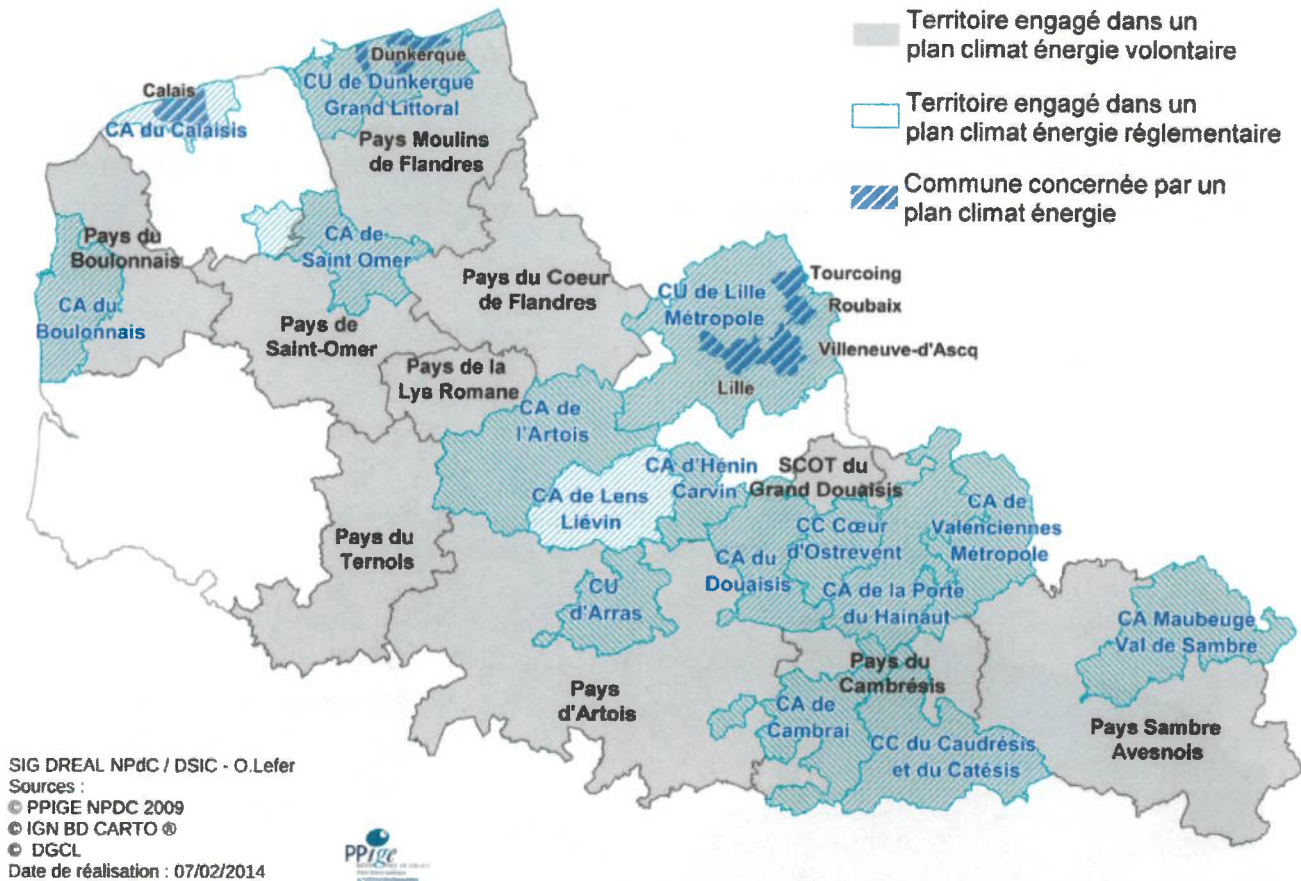 Territoire engagé dans un
plan climat énergie volontaire
Territoire engagé dans un
plan climat énergie réglementaire
Commune concernée par un
plan climat énergie
Dunkerque
CU de Dunkerque
Grand Littoral
Calais
CA du Calaisis
Pays Moulins
de Flandres
Pays du
Boulonnais
CA de
Saint Omer
CA du
Boulonnais
Pays du Coeur
de Flandres
CU de Lille
Métropole
Tourcoing
Roubaix
Villeneuve-d'Ascq
Lille
Pays de
Saint-Omer
Pays de la
Lys Romane
CA de
l'Artois
CA de Lens
Liévin
CA d'Hénin
Carvin
SCOT du
Grand Douaisis
CA de
Valenciennes
Métropole
CC Cœur
d'Ostrevent
Pays du
Ternois
CA du
Douaisis
CU
d'Arras
CA de la Porte
du Hainaut
CA Maubeuge
Val de Sambre
Pays du
Cambrésis
Pays
d'Artois
CA de
Cambrai
CC du Caudrésis
et du Catésis
Pays Sambre
Avesnois
SIG DREAL NPdC / DSIC - O.Lefer
Sources :
© PPIGE NPDC 2009
© IGN BD CARTO ®
© DGCL
Date de réalisation : 07/02/2014
PPige